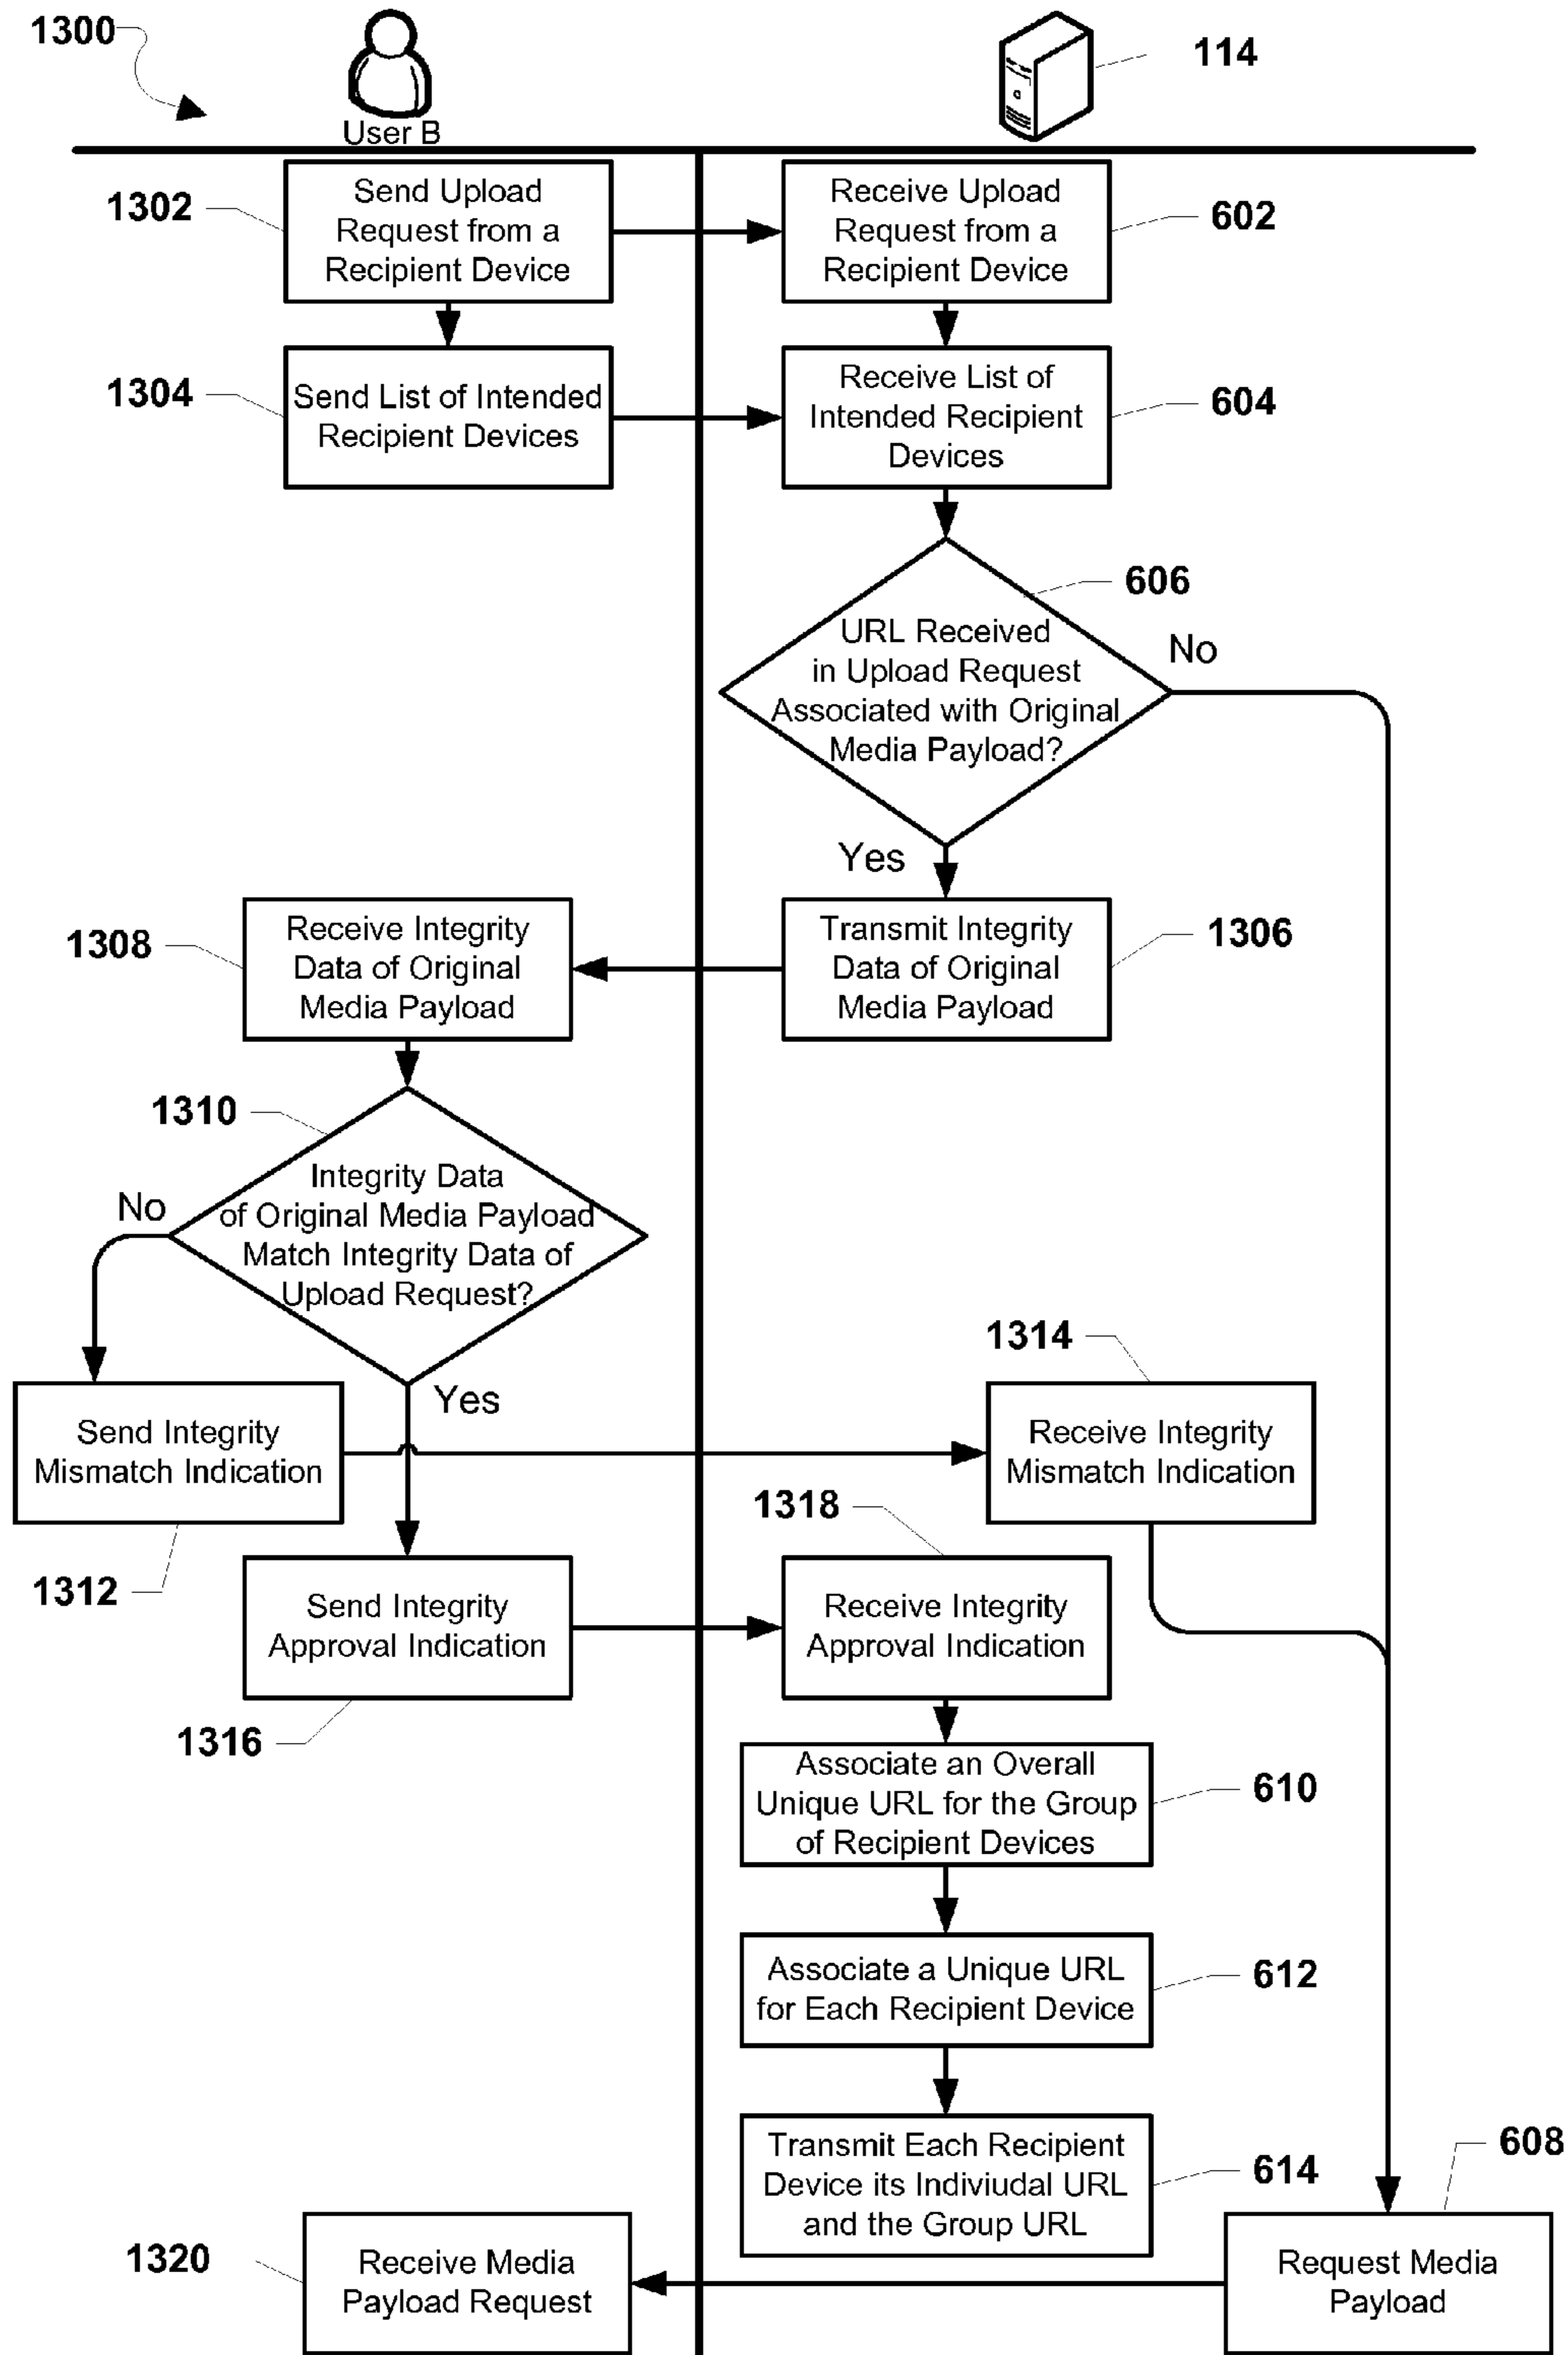 1300
User B
114
1302
Send Upload
Request from a
Recipient Device
Receive Upload
Request from a
Recipient Device
602
1304
Send List of Intended
Recipient Devices
Receive List of
Intended Recipient
Devices
604
606
URL Received
in Upload Request
Associated with Original
Media Payload?
No
Yes
1308
Receive Integrity
Data of Original
Media Payload
Transmit Integrity
Data of Original
Media Payload
1306
1310
Integrity Data
of Original Media Payload
Match Integrity Data of
Upload Request?
No
Yes
1314
Send Integrity
Mismatch Indication
Receive Integrity
Mismatch Indication
1312
1318
Send Integrity
Approval Indication
Receive Integrity
Approval Indication
1316
Associate an Overall
Unique URL for the Group
of Recipient Devices
610
Associate a Unique URL
for Each Recipient Device
612
Transmit Each Recipient
Device its Indiviudal URL
and the Group URL
614
608
1320
Receive Media
Payload Request
Request Media
Payload